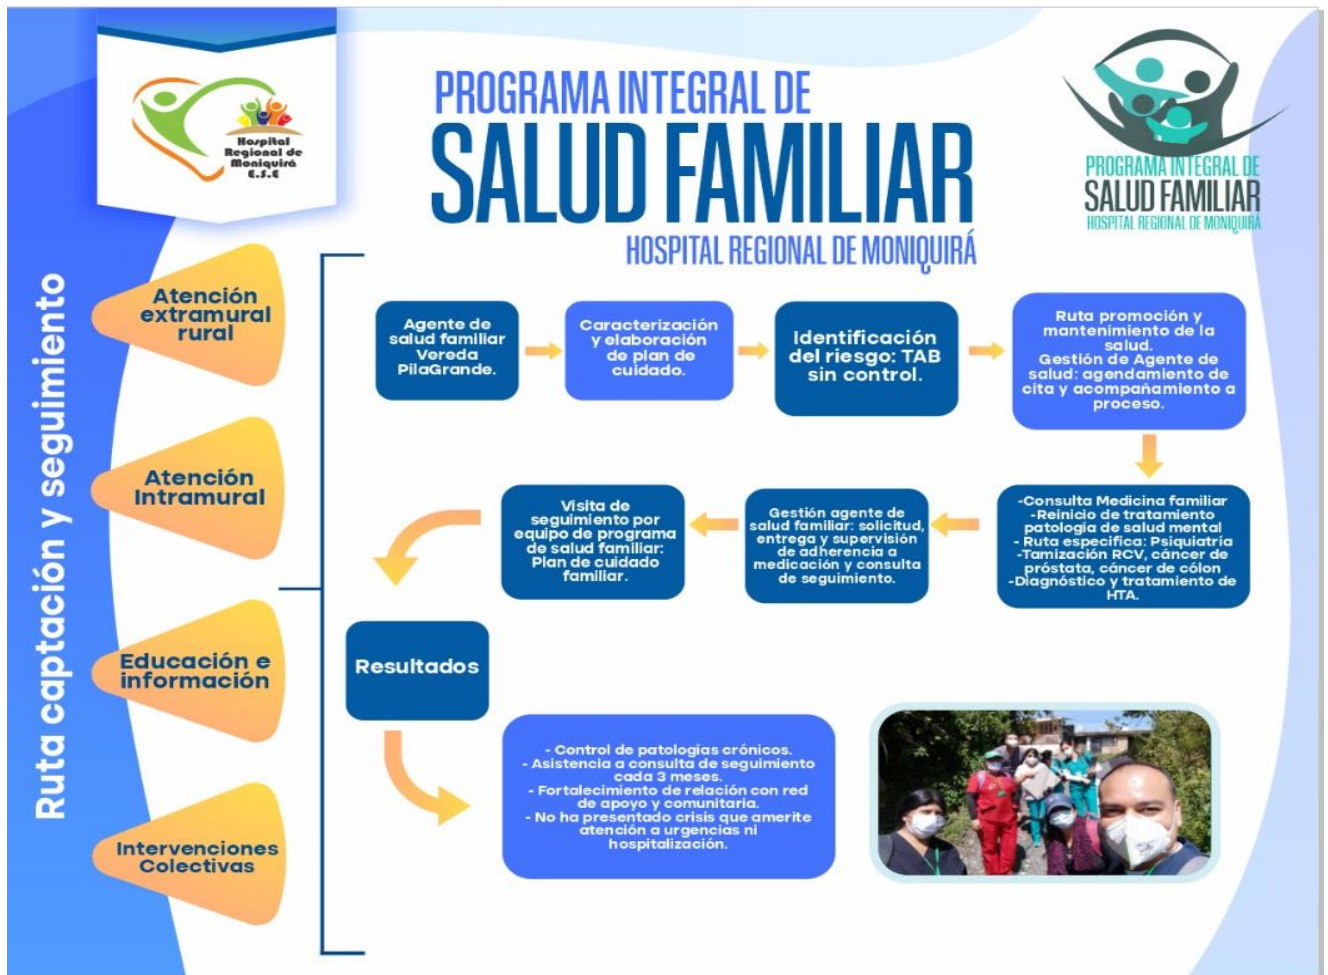 Hospital
Regional de
Moniquirá
E.S.E
PROGRAMA INTEGRAL DE
SALUD FAMILIAR
HOSPITAL REGIONAL DE MONIQUIRÁ
PROGRAMA INTEGRAL DE
SALUD FAMILIAR
HOSPITAL REGIONAL DE MONIQUIRÁ
Ruta captación y seguimiento
Atención
extramural
rural
Atención
Intramural
Educación e
información
Intervenciones
Colectivas
Agente de
salud familiar
Vereda
PilaGrande.
Caracterización
y elaboración
de plan de
cuidado.
Identificación
del riesgo: TAB
sin control.
Ruta promoción y
mantenimiento de la
salud.
Gestión de Agente de
salud: agendamiento de
cita y acompañamiento a
proceso.
-Consulta Medicina familiar
-Reinicio de tratamiento
patología de salud mental
- Ruta especifica: Psiquiatría
-Tamización RCV, cáncer de
próstata, cáncer de cólon
-Diagnóstico y tratamiento de
HTA.
Gestión agente de
salud familiar: solicitud,
entrega y supervisión
de adherencia a
medicación y consulta
de seguimiento.
Visita de
seguimiento por
equipo de programa
de salud familiar:
Plan de cuidado
familiar.
Resultados
- Control de patologías crónicos.
- Asistencia a consulta de seguimiento
cada 3 meses.
- Fortalecimiento de relación con red
de apoyo y comunitaria.
- No ha presentado crisis que amerite
atención a urgencias ni
hospitalización.